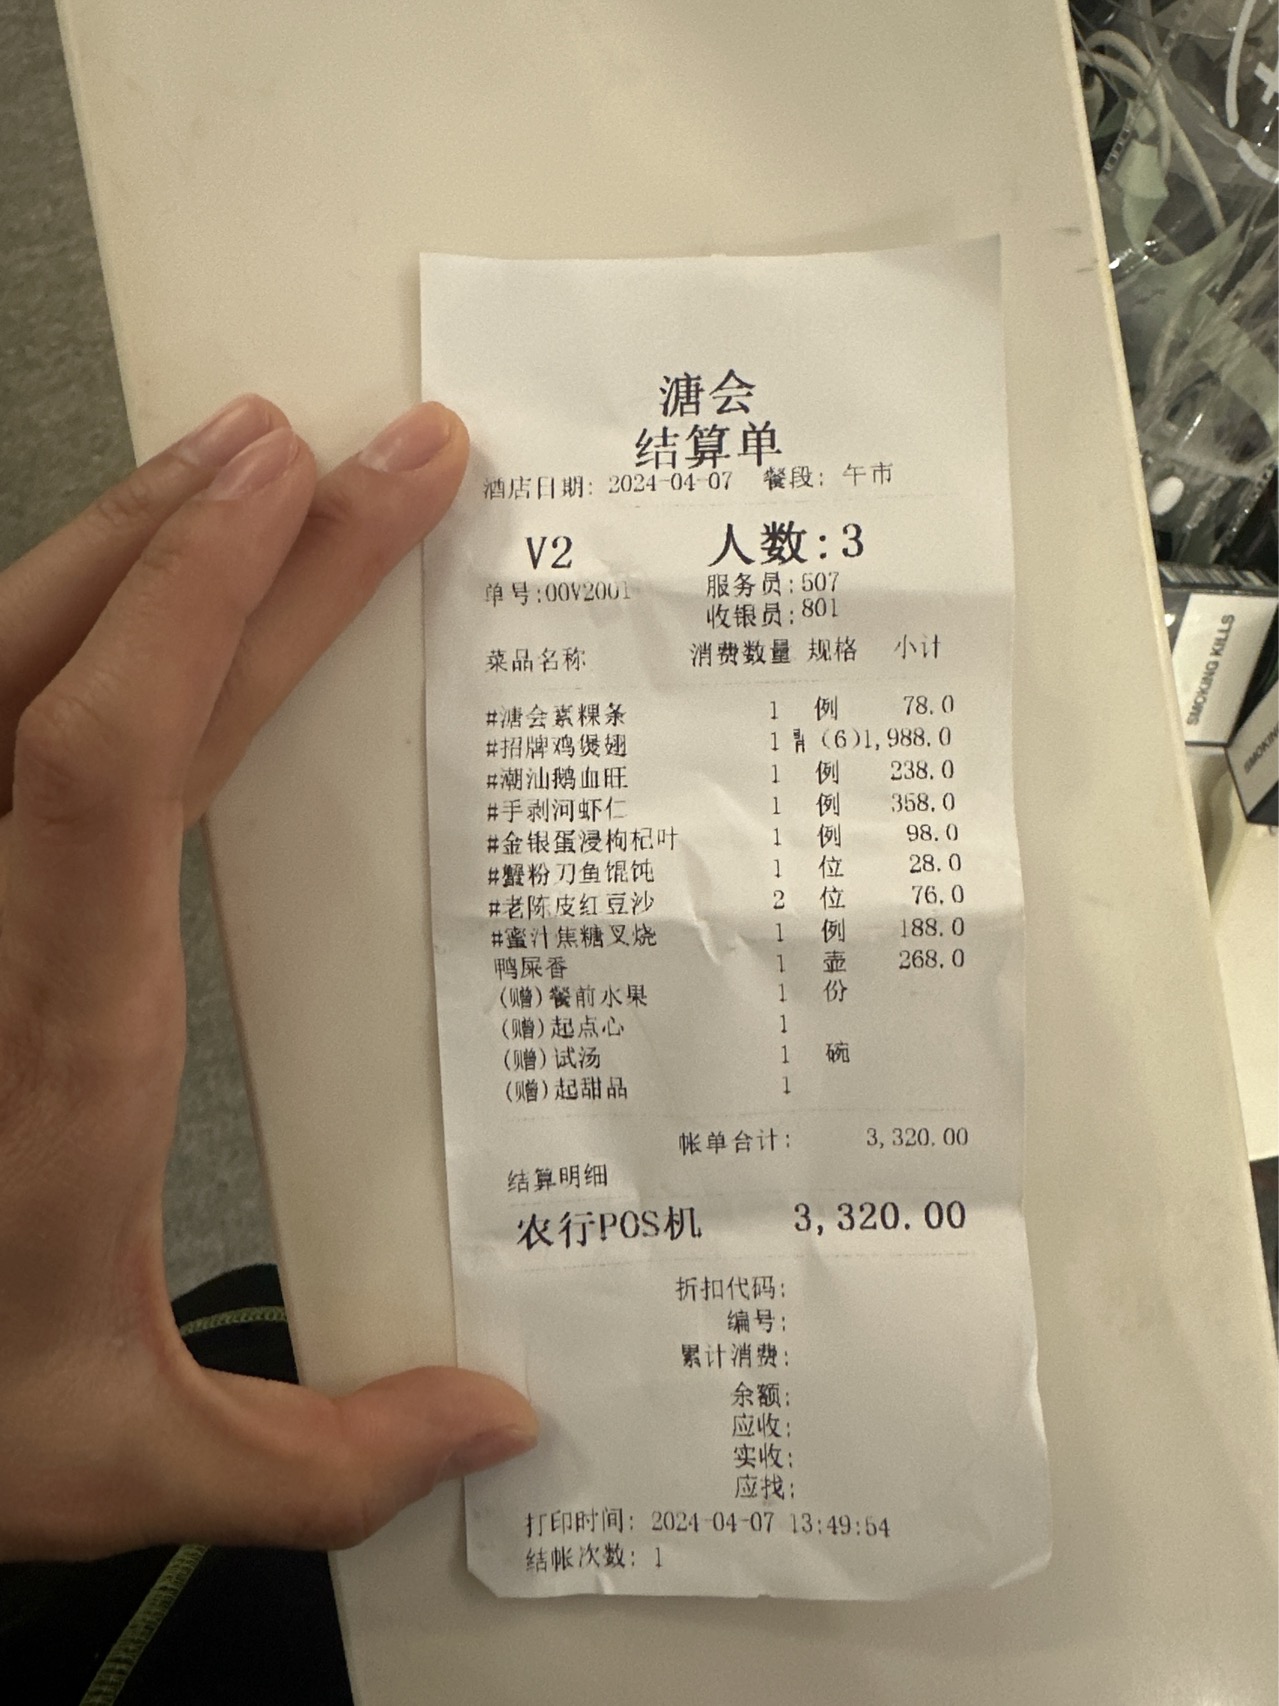 溏会
结算单
酒店日期: 2024-04-07 餐段: 午市
V2 人数:3
单号:00V2001 服务员:507
收银员:801
菜品名称 消费数量 规格 小计
#溏会素粿条 1 例 78.0
#招牌鸡煲翅 1 (6)1,988.0
#潮汕鹅血旺 1 例 238.0
#手剥河虾仁 1 例 358.0
#金银蛋浸枸杞叶 1 例 98.0
#蟹粉刀鱼馄饨 1 位 28.0
#老陈皮红豆沙 2 位 76.0
#蜜汁焦糖叉烧 1 例 188.0
鸭屎香 1 壶 268.0
(赠)餐前水果 1 份
(赠)起点心 1
(赠)试汤 1 碗
(赠)起甜品 1
帐单合计: 3,320.00
结算明细
农行POS机 3,320.00
折扣代码:
编号:
累计消费:
余额:
应收:
实收:
应找:
打印时间: 2024-04-07 13:49:54
结帐次数: 1
SMOKING KILLS
SMOKIN